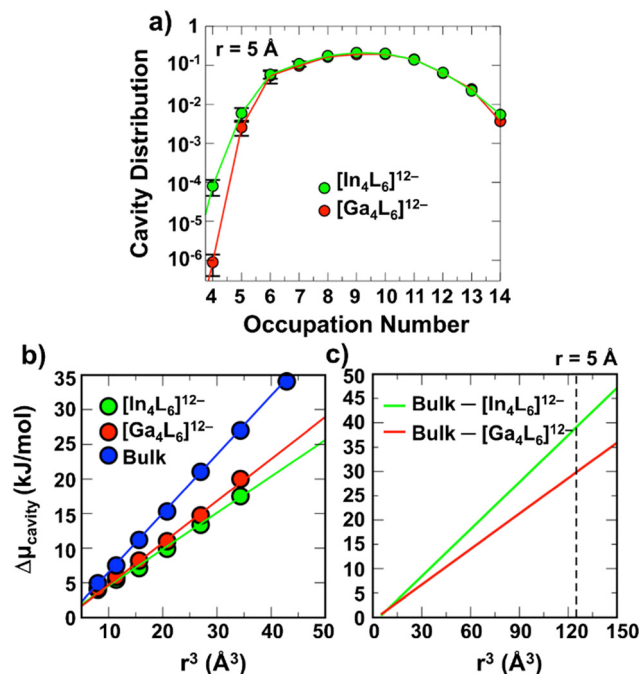 a)
r = 5 Å
Cavity Distribution
1
10⁻¹
10⁻²
10⁻³
10⁻⁴
10⁻⁵
10⁻⁶
[In₄L₆]¹²⁻
[Ga₄L₆]¹²⁻
4 5 6 7 8 9 10 11 12 13 14
Occupation Number
b)
Δμcavity (kJ/mol)
35
30
25
20
15
10
5
0
[In₄L₆]¹²⁻
[Ga₄L₆]¹²⁻
Bulk
10 20 30 40 50
r³ (Å³)
c)
r = 5 Å
50
45
40
35
30
25
20
15
10
5
0
Bulk — [In₄L₆]¹²⁻
Bulk — [Ga₄L₆]¹²⁻
0 30 60 90 120 150
r³ (Å³)